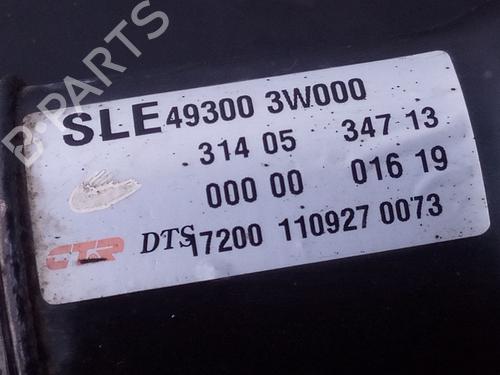 B-PARTS
SLE 49300 3W000
314 05 347 13
000 00 016 19
CTR DTS 17200 110927 0073